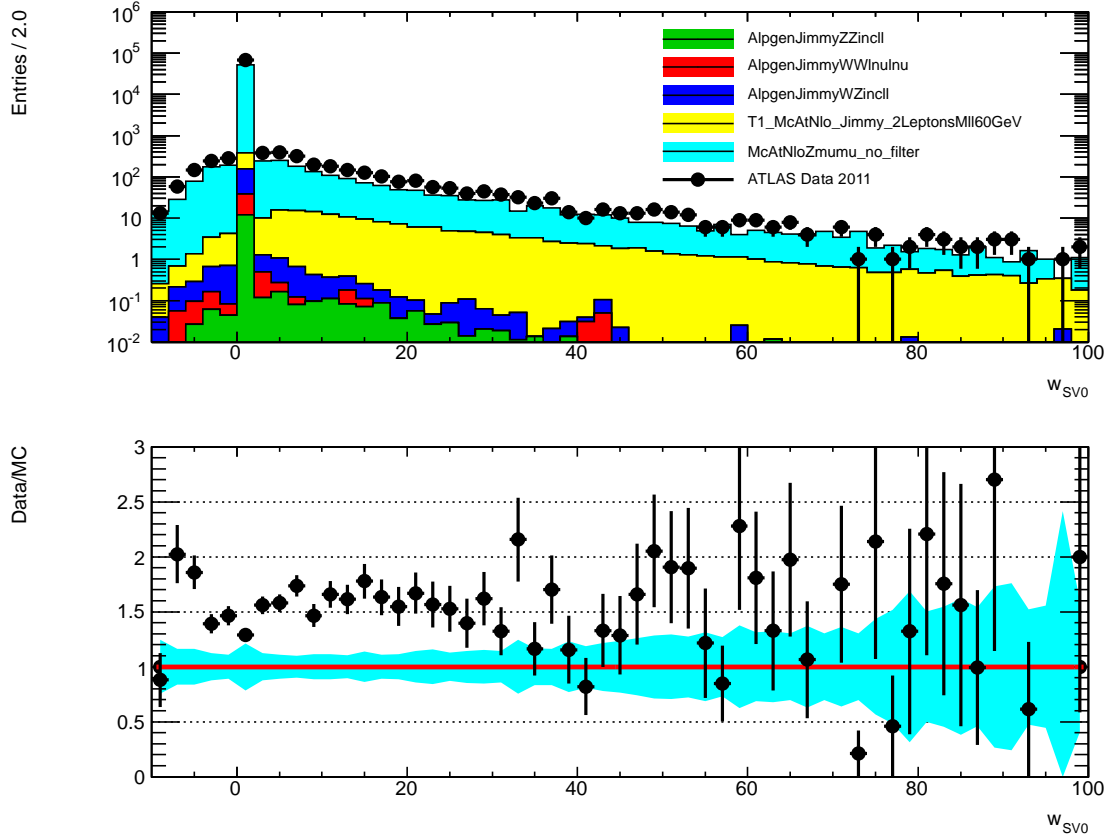 Entries / 2.0
10^6
10^5
10^4
10^3
10^2
10
1
10^-1
10^-2
AlpgenJimmyZZincll
AlpgenJimmyWWlnulnu
AlpgenJimmyWZincll
T1_McAtNlo_Jimmy_2LeptonsMll60GeV
McAtNloZmumu_no_filter
ATLAS Data 2011
0 20 40 60 80 100
w_SV0
Data/MC
3
2.5
2
1.5
1
0.5
0
0 20 40 60 80 100
w_SV0